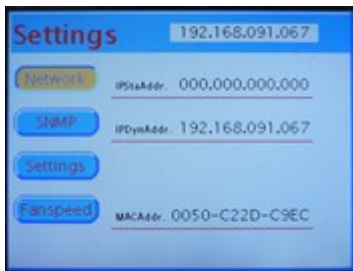 Settings 192.168.091.067
Network IPStaAddr. 000.000.000.000
SNMP IPDynAddr. 192.168.091.067
Settings
Fanspeed MACAddr. 0050-C22D-C9EC